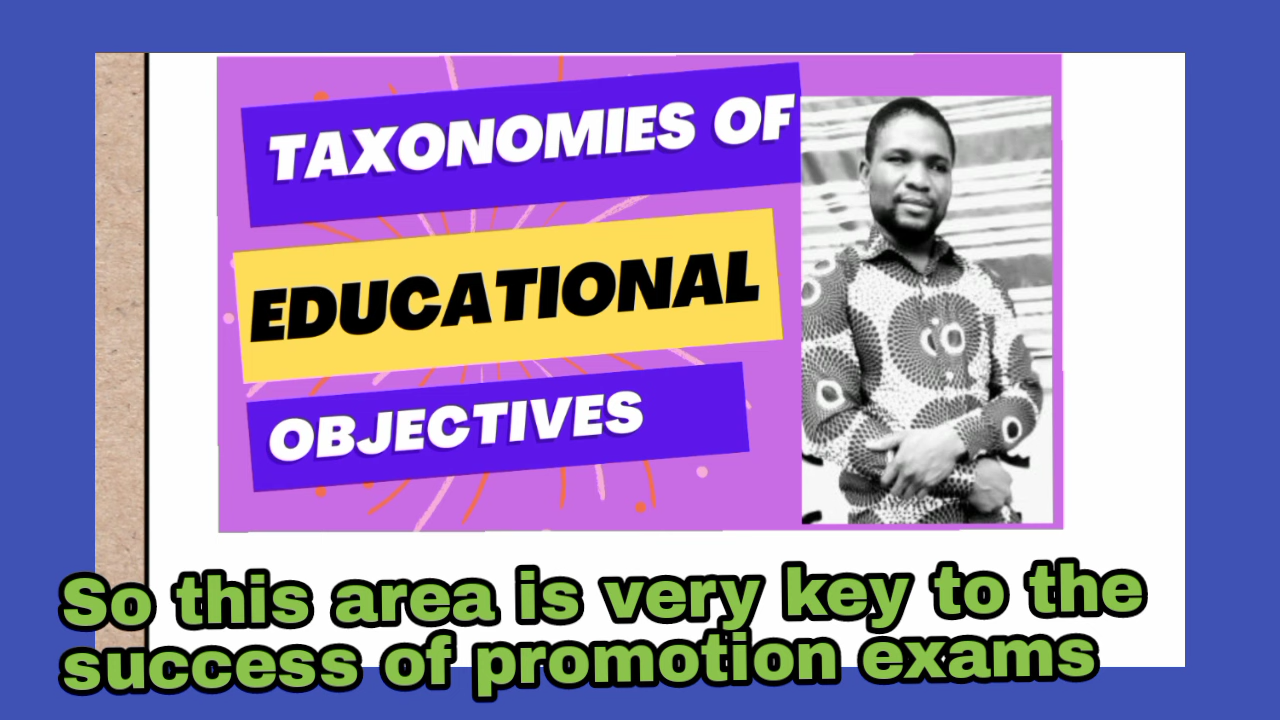 TAXONOMIES OF
EDUCATIONAL
OBJECTIVES
So this area is very key to the
success of promotion exams